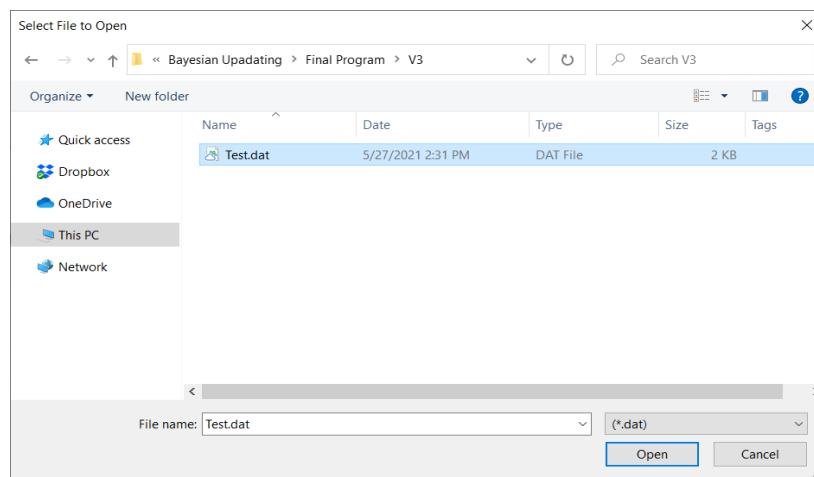 Select File to Open
« Bayesian Upadating > Final Program > V3
Search V3
Organize
New folder
?
Name Date Type Size Tags
Quick access
Test.dat 5/27/2021 2:31 PM DAT File 2 KB
Dropbox
OneDrive
This PC
Network
File name: Test.dat (*.dat)
Open Cancel